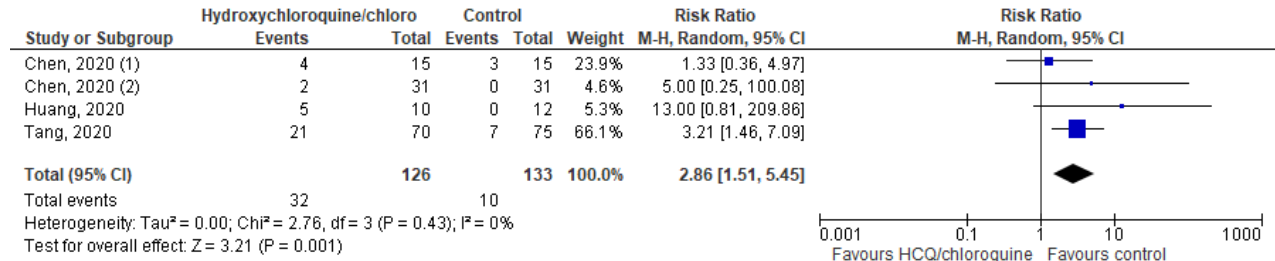 Hydroxychloroquine/chloro Control Risk Ratio Risk Ratio
Study or Subgroup Events Total Events Total Weight M-H, Random, 95% CI M-H, Random, 95% CI
Chen, 2020 (1) 4 15 3 15 23.9% 1.33 [0.36, 4.97]
Chen, 2020 (2) 2 31 0 31 4.6% 5.00 [0.25, 100.08]
Huang, 2020 5 10 0 12 5.3% 13.00 [0.81, 209.86]
Tang, 2020 21 70 7 75 66.1% 3.21 [1.46, 7.09]
Total (95% CI) 126 133 100.0% 2.86 [1.51, 5.45]
Total events 32 10
Heterogeneity: Tau² = 0.00; Chi² = 2.76, df = 3 (P = 0.43); I² = 0%
Test for overall effect: Z = 3.21 (P = 0.001)
0.001 0.1 1 10 1000
Favours HCQ/chloroquine Favours control